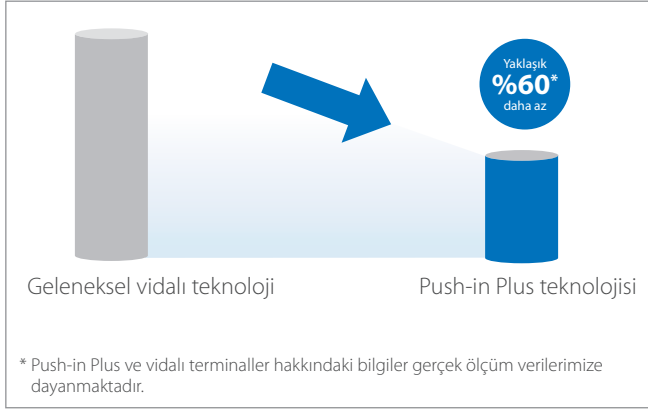 Yaklaşık
%60*
daha az
Geleneksel vidalı teknoloji
Push-in Plus teknolojisi
* Push-in Plus ve vidalı terminaller hakkındaki bilgiler gerçek ölçüm verilerimize
dayanmaktadır.